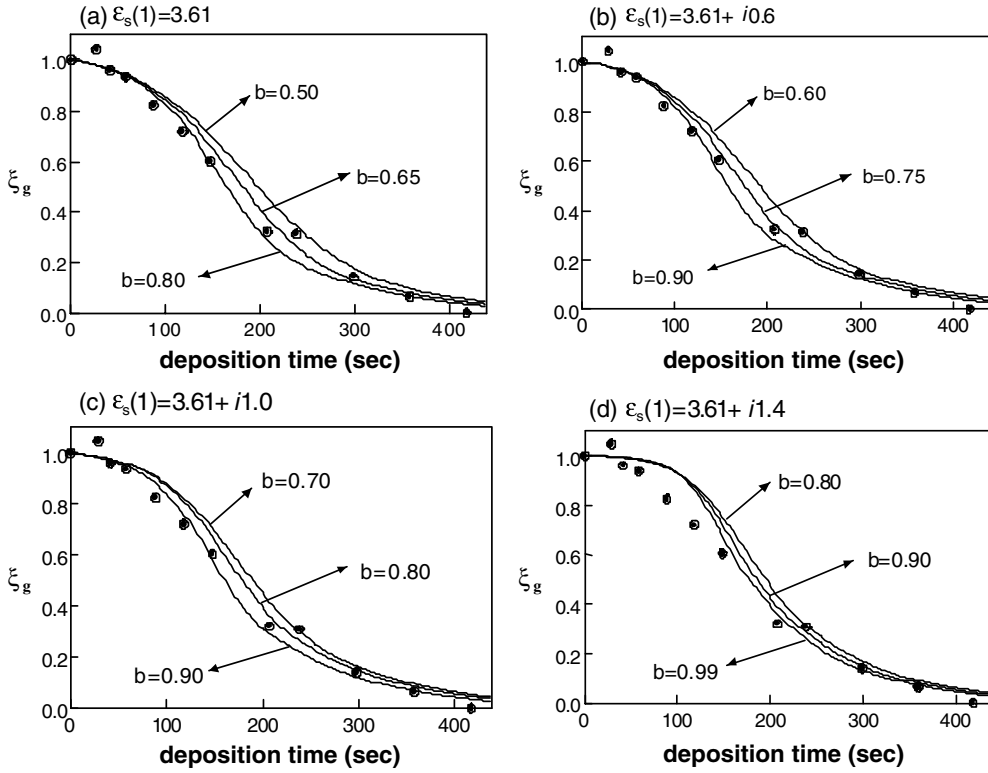 (a) εs(1)=3.61
1.0
0.8
0.6
0.4
0.2
0.0
ξg
b=0.50
b=0.65
b=0.80
0 100 200 300 400
deposition time (sec)
(b) εs(1)=3.61+ i0.6
1.0
0.8
0.6
0.4
0.2
0.0
ξg
b=0.60
b=0.75
b=0.90
0 100 200 300 400
deposition time (sec)
(c) εs(1)=3.61+ i1.0
1.0
0.8
0.6
0.4
0.2
0.0
ξg
b=0.70
b=0.80
b=0.90
0 100 200 300 400
deposition time (sec)
(d) εs(1)=3.61+ i1.4
1.0
0.8
0.6
0.4
0.2
0.0
ξg
b=0.80
b=0.90
b=0.99
0 100 200 300 400
deposition time (sec)